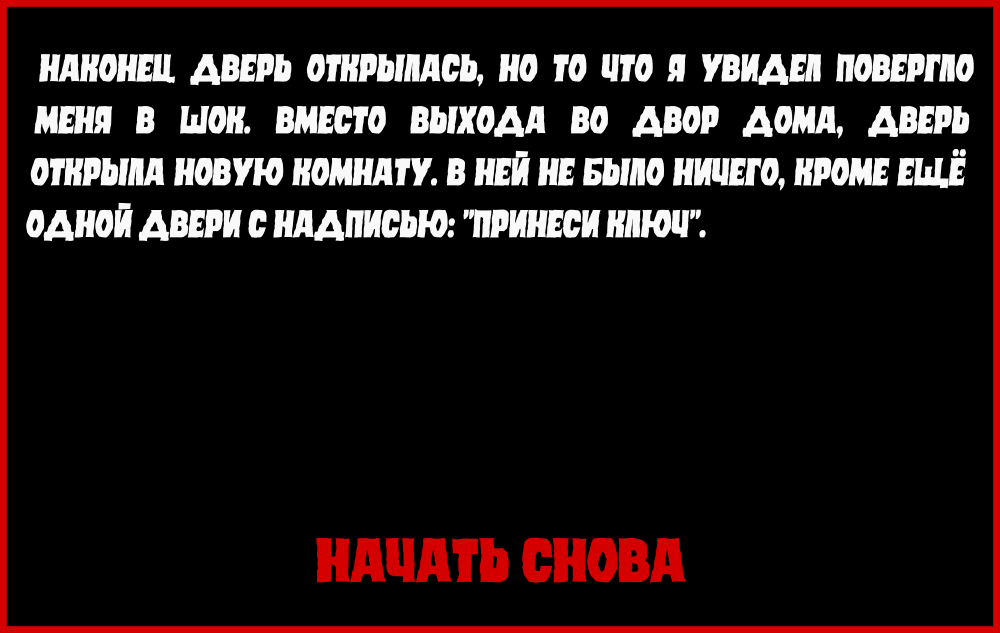 НАКОНЕЦ ДВЕРЬ ОТКРЫЛАСЬ, НО ТО ЧТО Я УВИДЕЛ ПОВЕРГЛО
МЕНЯ В ШОК. ВМЕСТО ВЫХОДА ВО ДВОР ДОМА, ДВЕРЬ
ОТКРЫЛА НОВУЮ КОМНАТУ. В НЕЙ НЕ БЫЛО НИЧЕГО, КРОМЕ ЕЩЁ
ОДНОЙ ДВЕРИ С НАДПИСЬЮ: "ПРИНЕСИ КЛЮЧ".
НАЧАТЬ СНОВА